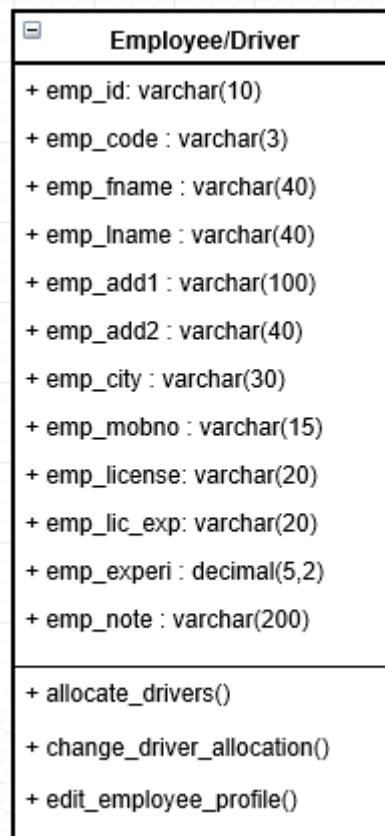 Employee/Driver
+ emp_id: varchar(10)
+ emp_code : varchar(3)
+ emp_fname : varchar(40)
+ emp_lname : varchar(40)
+ emp_add1 : varchar(100)
+ emp_add2 : varchar(40)
+ emp_city : varchar(30)
+ emp_mobno : varchar(15)
+ emp_license: varchar(20)
+ emp_lic_exp: varchar(20)
+ emp_experi : decimal(5,2)
+ emp_note : varchar(200)
+ allocate_drivers()
+ change_driver_allocation()
+ edit_employee_profile()